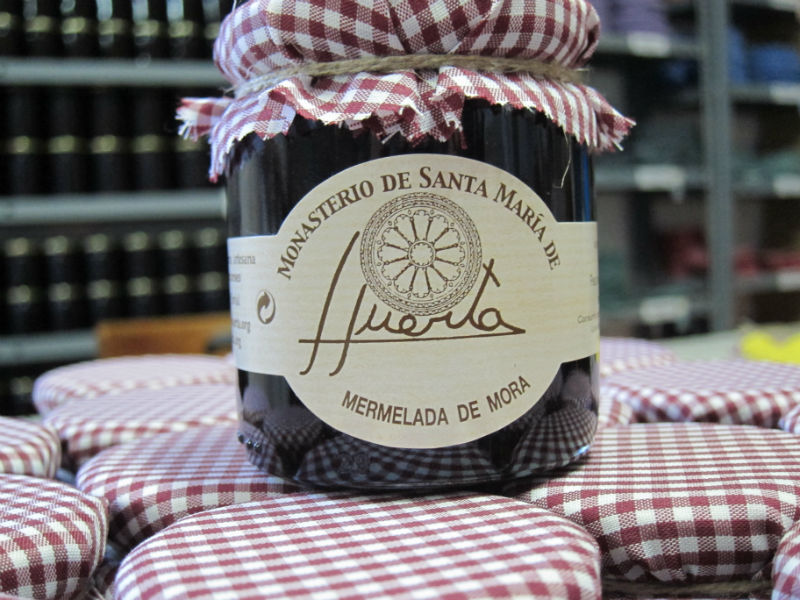 MONASTERIO DE SANTA MARÍA DE
Huerta
MERMELADA DE MORA